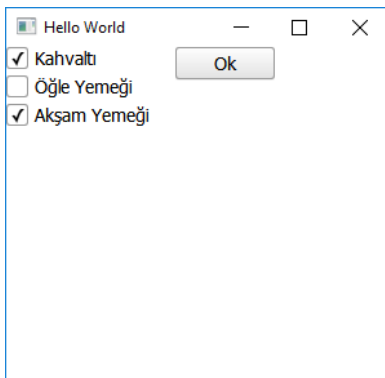 Hello World
Kahvaltı
Ok
Öğle Yemeği
Akşam Yemeği